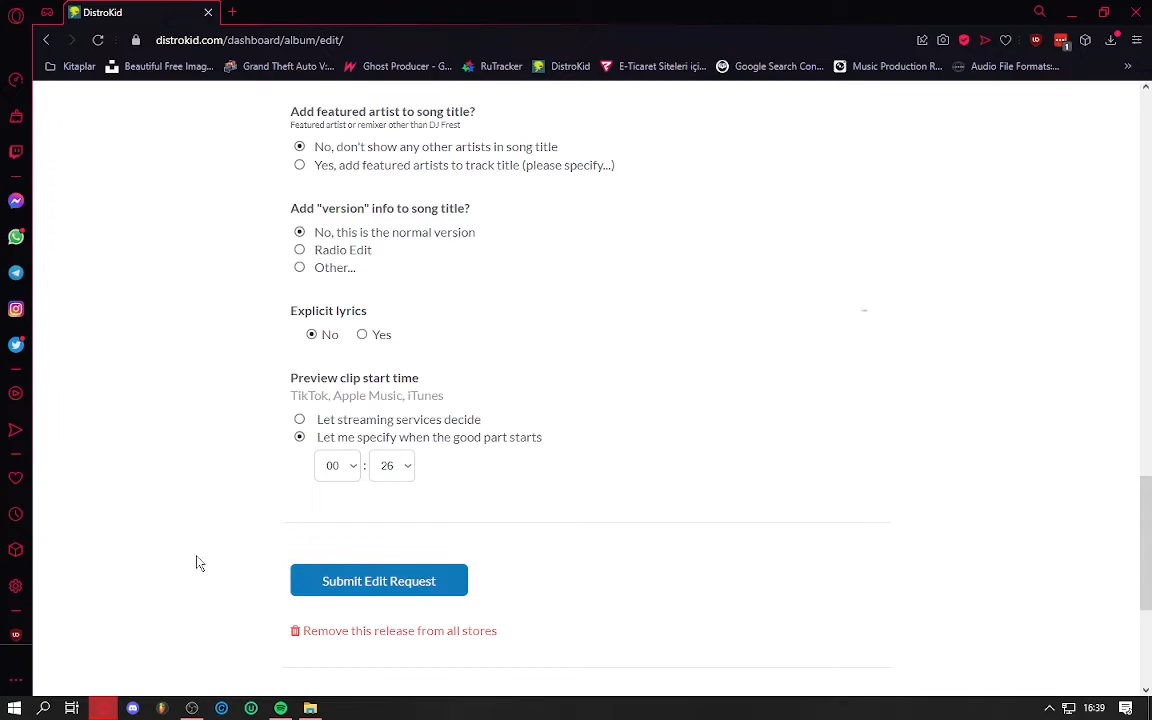 DistroKid
distrokid.com/dashboard/album/edit/
1
Kitaplar
Beautiful Free Imag...
Grand Theft Auto V:...
Ghost Producer - G...
RuTracker
DistroKid
E-Ticaret Siteleri içi...
Google Search Con...
Music Production R...
Audio File Formats:...
Add featured artist to song title?
Featured artist or remixer other than DJ Frest
No, don't show any other artists in song title
Yes, add featured artists to track title (please specify...)
Add "version" info to song title?
No, this is the normal version
Radio Edit
Other...
Explicit lyrics
No Yes
Preview clip start time
TikTok, Apple Music, iTunes
Let streaming services decide
Let me specify when the good part starts
00 : 26
Submit Edit Request
Remove this release from all stores
16:39